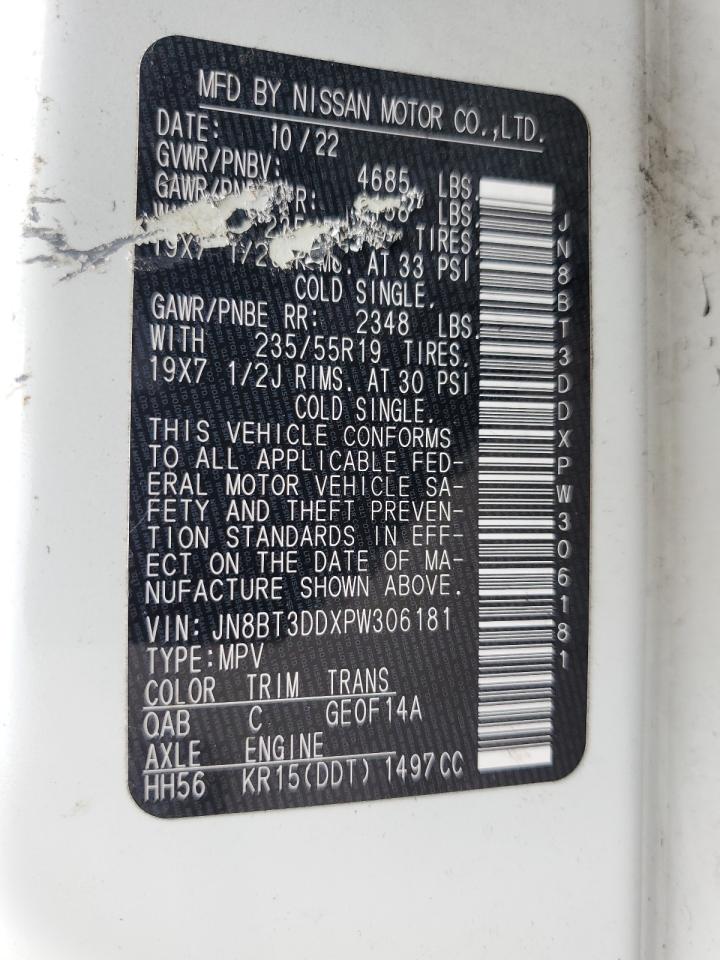 MFD BY NISSAN MOTOR CO.,LTD.
DATE: 10/22
GVWR/PNBV: 4685 LBS.
LBS
TIRES.
19X7 1/2 RIMS. AT 33 PSI
COLD SINGLE.
GAWR/PNBE RR: 2348 LBS.
WITH 235/55R19 TIRES.
19X7 1/2J RIMS. AT 30 PSI
COLD SINGLE.
THIS VEHICLE CONFORMS
TO ALL APPLICABLE FED-
ERAL MOTOR VEHICLE SA-
FETY AND THEFT PREVEN-
TION STANDARDS IN EFF-
ECT ON THE DATE OF MA-
NUFACTURE SHOWN ABOVE.
VIN: JN8BT3DDXPW306181
TYPE:MPV
COLOR TRIM TRANS
QAB C GE0F14A
AXLE ENGINE
HH56 KR15(DDT) 1497CC
JN8BT3DDXPW306181